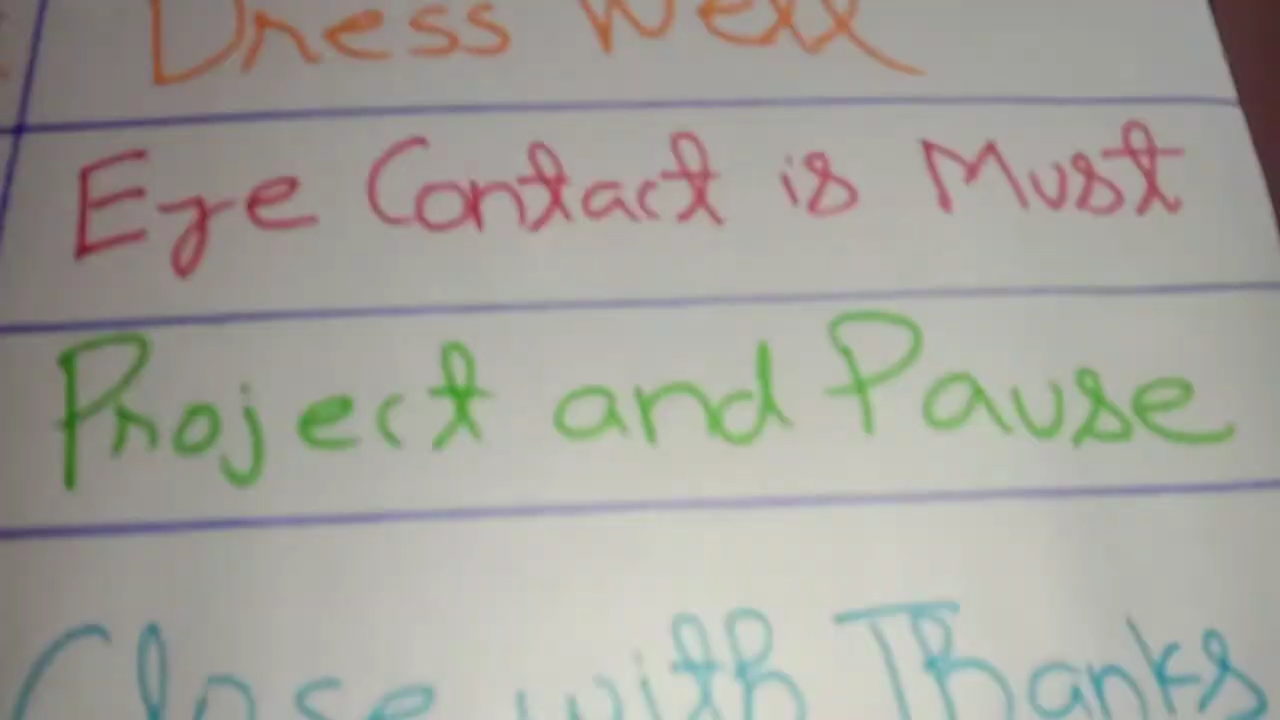 Dress Well
Eye Contact is Must
Project and Pause
Close with Thanks